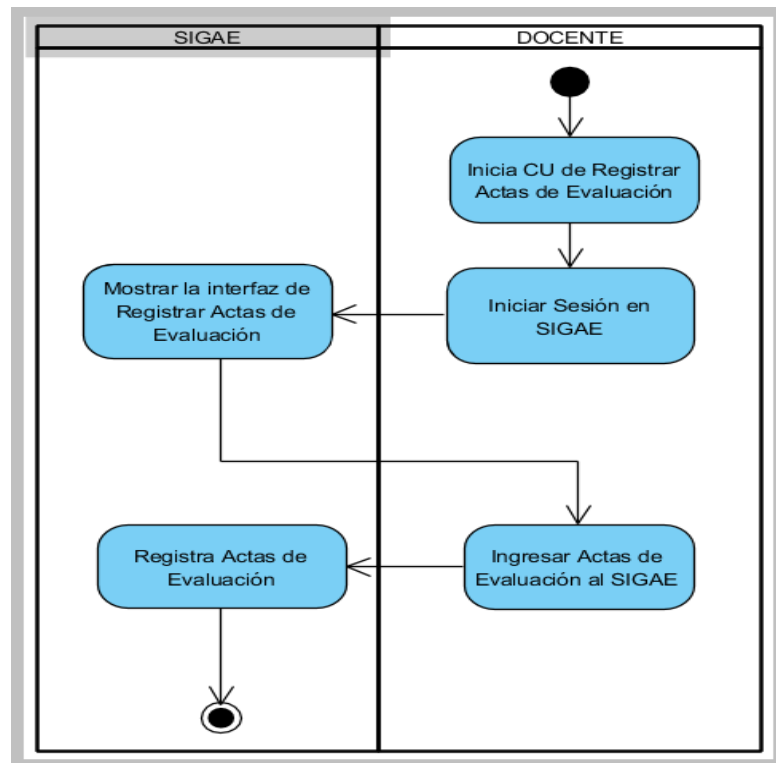 SIGAE
DOCENTE
Inicia CU de Registrar
Actas de Evaluación
Mostrar la interfaz de
Registrar Actas de
Evaluación
Iniciar Sesión en
SIGAE
Registra Actas de
Evaluación
Ingresar Actas de
Evaluación al SIGAE